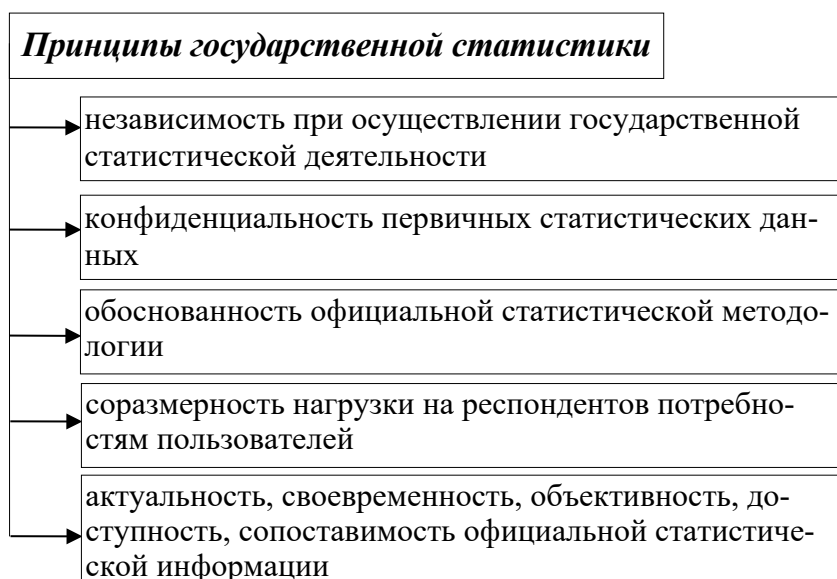 Принципы государственной статистики
независимость при осуществлении государственной
статистической деятельности
конфиденциальность первичных статистических дан-
ных
обоснованность официальной статистической методо-
логии
соразмерность нагрузки на респондентов потребно-
стям пользователей
актуальность, своевременность, объективность, до-
ступность, сопоставимость официальной статистиче-
ской информации